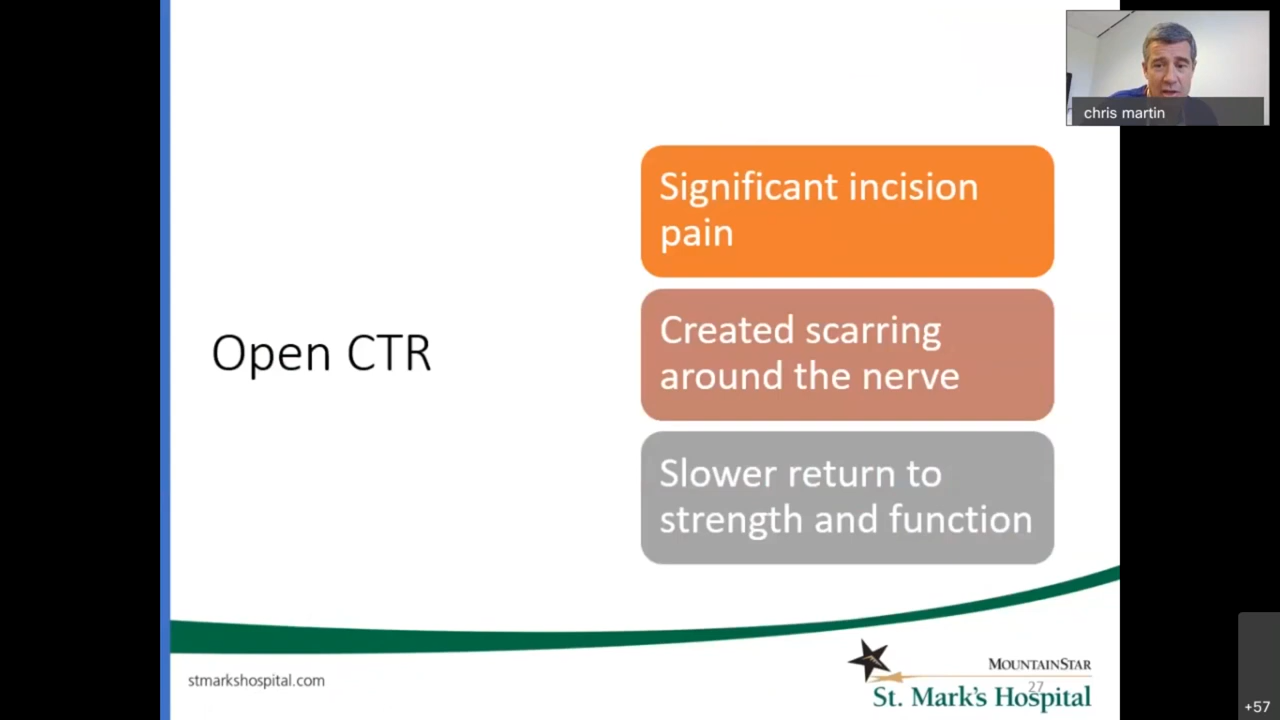 chris martin
Significant incision
pain
Created scarring
around the nerve
Open CTR
Slower return to
strength and function
stmarkshospital.com
MOUNTAINSTAR
27
St. Mark's Hospital
+57